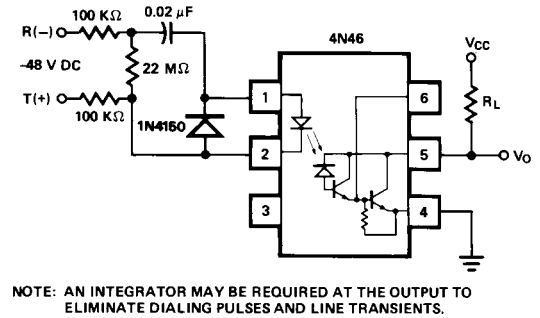 100 KΩ
0.02 µF
4N46
R(−)
VCC
−48 V DC
22 MΩ
RL
T(+)
100 KΩ
1N4150
1
2
3
6
5
4
VO
NOTE: AN INTEGRATOR MAY BE REQUIRED AT THE OUTPUT TO
ELIMINATE DIALING PULSES AND LINE TRANSIENTS.